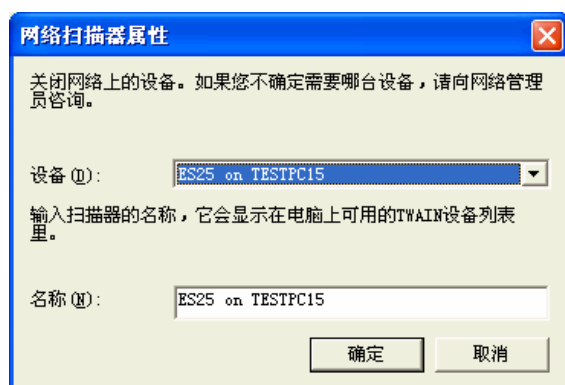 网络扫描器属性
关闭网络上的设备。如果您不确定需要哪台设备，请向网络管理
员咨询。
设备(D): ES25 on TESTPC15
输入扫描器的名称，它会显示在电脑上可用的TWAIN设备列表
里。
名称(N): ES25 on TESTPC15
确定 取消